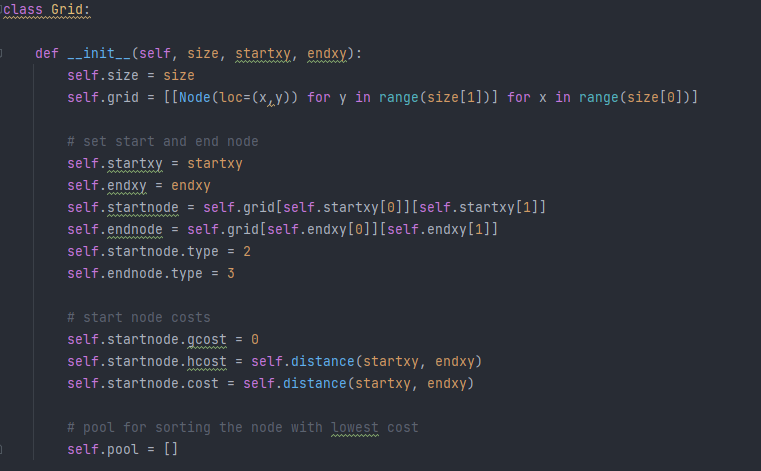 class Grid:
def __init__(self, size, startxy, endxy):
self.size = size
self.grid = [[Node(loc=(x,y)) for y in range(size[1])] for x in range(size[0])]
# set start and end node
self.startxy = startxy
self.endxy = endxy
self.startnode = self.grid[self.startxy[0]][self.startxy[1]]
self.endnode = self.grid[self.endxy[0]][self.endxy[1]]
self.startnode.type = 2
self.endnode.type = 3
# start node costs
self.startnode.gcost = 0
self.startnode.hcost = self.distance(startxy, endxy)
self.startnode.cost = self.distance(startxy, endxy)
# pool for sorting the node with lowest cost
self.pool = []